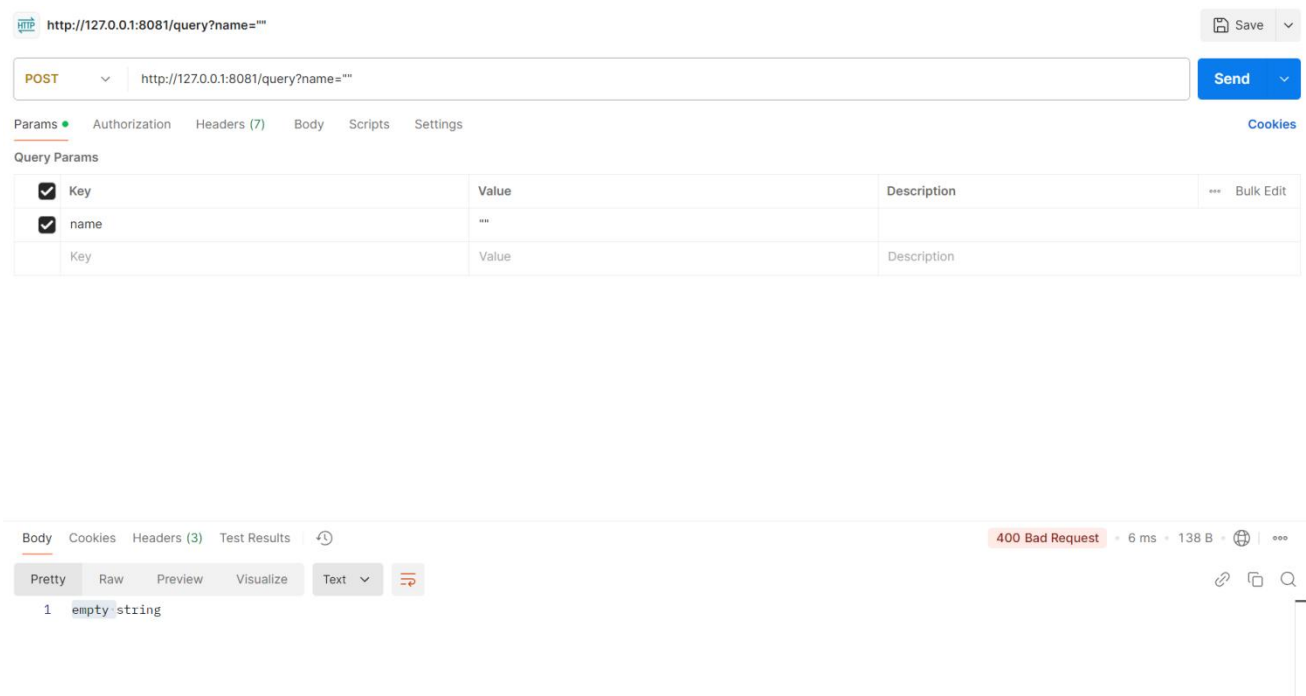 HTTP http://127.0.0.1:8081/query?name=""
Save
POST http://127.0.0.1:8081/query?name="" Send
Params Authorization Headers (7) Body Scripts Settings Cookies
Query Params
Key Value Description Bulk Edit
name ""
Key Value Description
Body Cookies Headers (3) Test Results 400 Bad Request 6 ms 138 B
Pretty Raw Preview Visualize Text
1 empty string